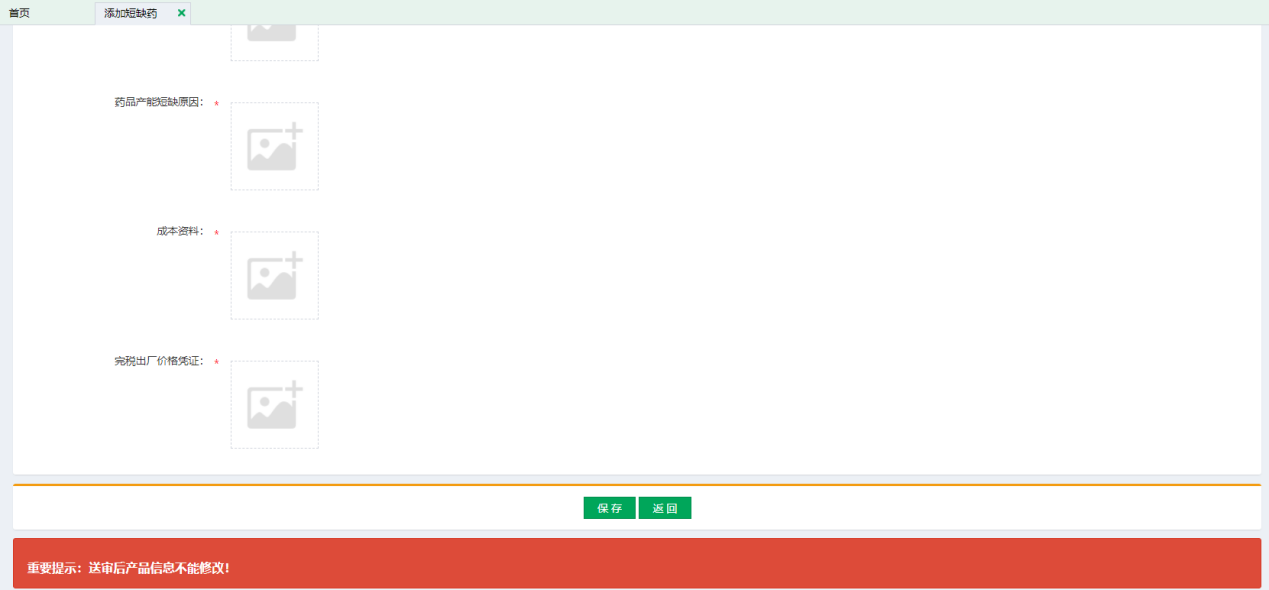 首页 添加短缺药
药品产能短缺原因： *
成本资料： *
完税出厂价格凭证： *
保存 返回
重要提示：送审后产品信息不能修改！